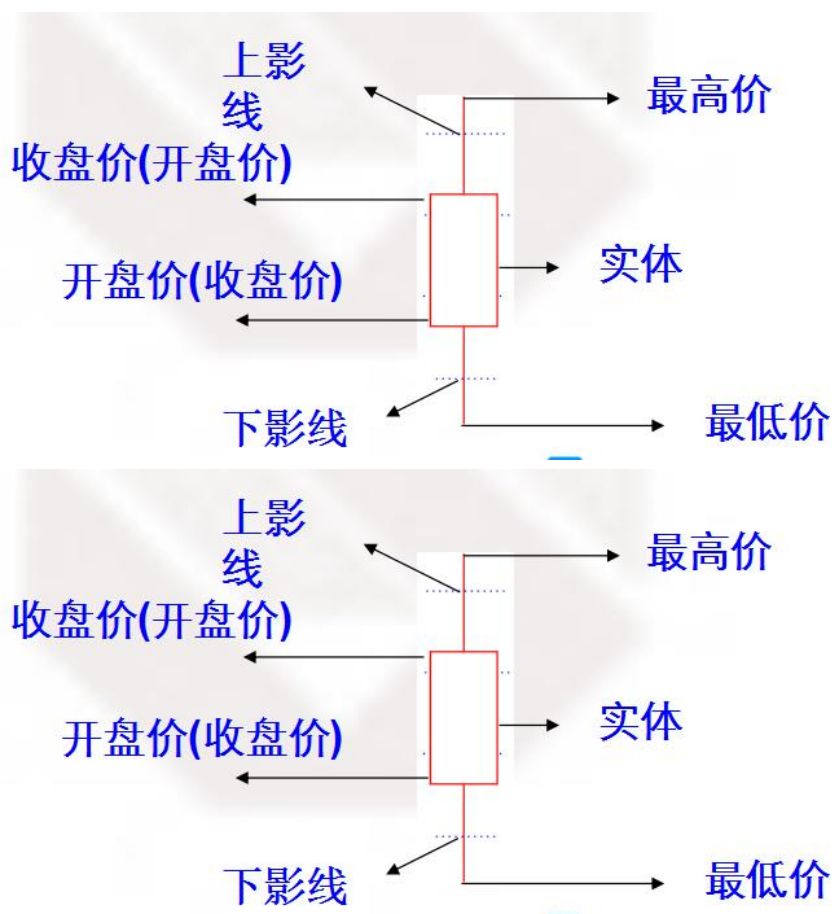 上影
线
最高价
收盘价(开盘价)
实体
开盘价(收盘价)
下影线
最低价
上影
线
最高价
收盘价(开盘价)
实体
开盘价(收盘价)
下影线
最低价